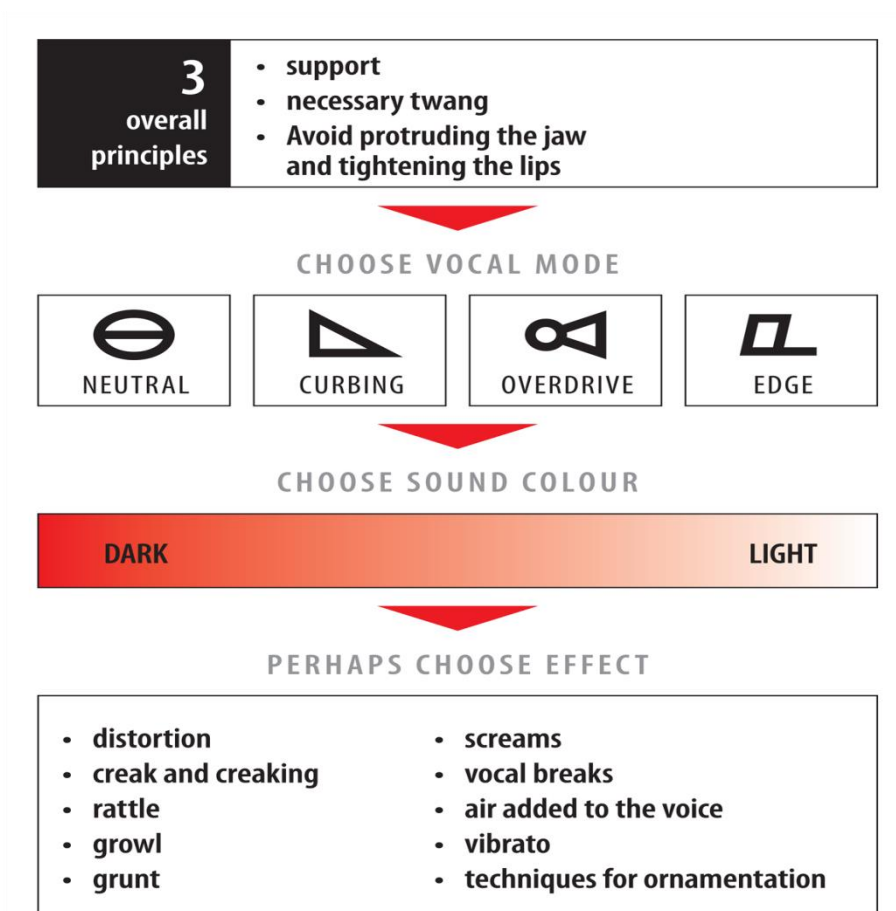 3
overall
principles
• support
• necessary twang
• Avoid protruding the jaw
and tightening the lips
CHOOSE VOCAL MODE
NEUTRAL
CURBING
OVERDRIVE
EDGE
CHOOSE SOUND COLOUR
DARK
LIGHT
PERHAPS CHOOSE EFFECT
• distortion
• creak and creaking
• rattle
• growl
• grunt
• screams
• vocal breaks
• air added to the voice
• vibrato
• techniques for ornamentation